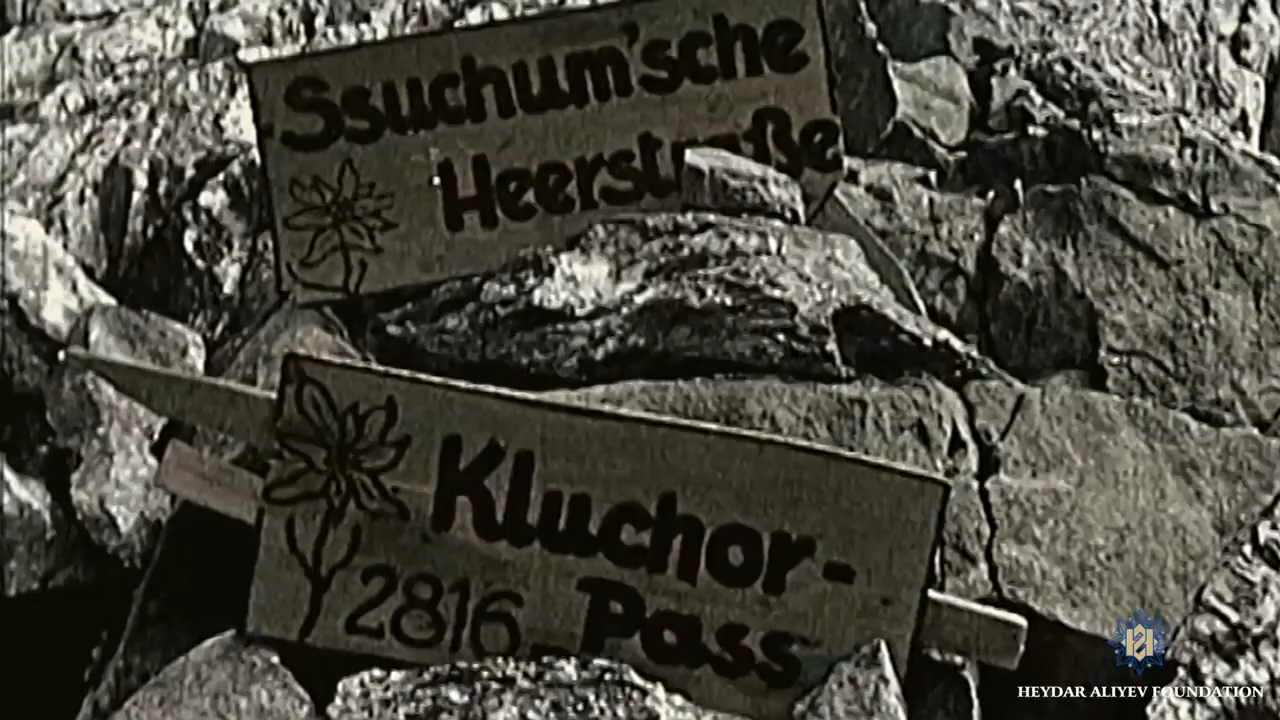 Ssuchum'sche
Heerstraße
Kluchor-
2816 Pass
HEYDAR ALIYEV FOUNDATION